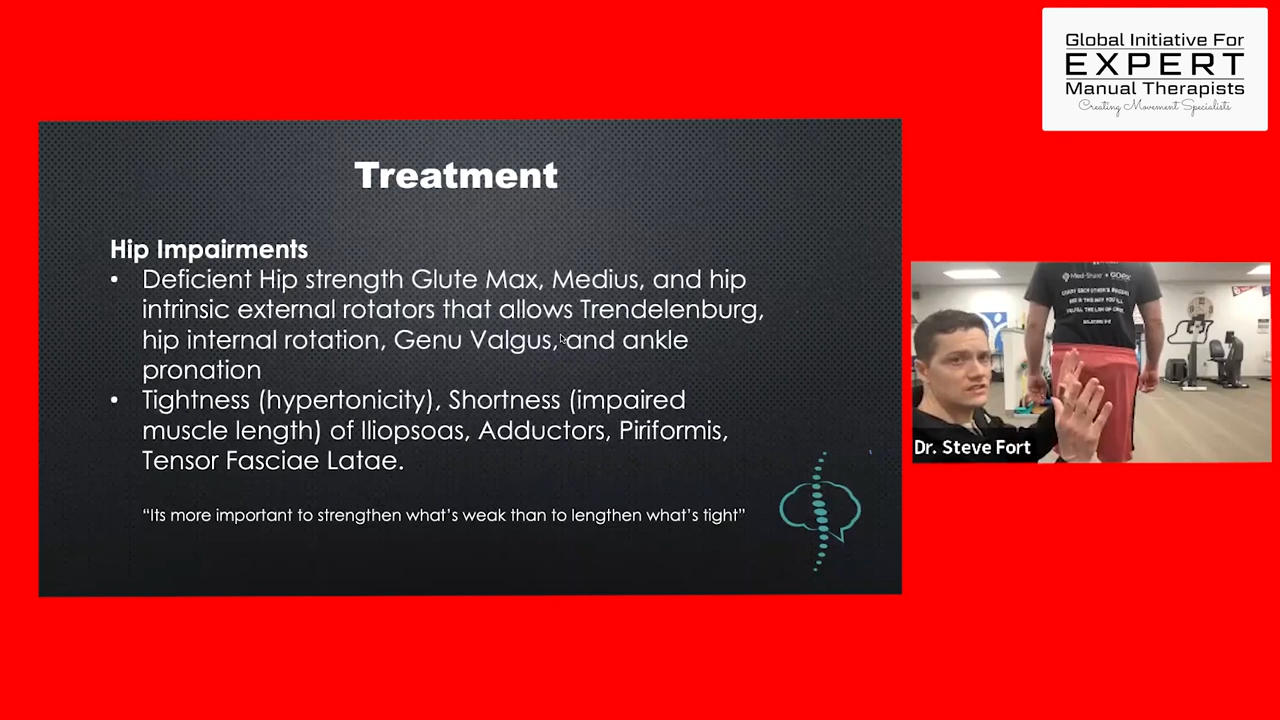 Global Initiative For
EXPERT
Manual Therapists
Creating Movement Specialists
Treatment
Hip Impairments
• Deficient Hip strength Glute Max, Medius, and hip
intrinsic external rotators that allows Trendelenburg,
hip internal rotation, Genu Valgus, and ankle
pronation
• Tightness (hypertonicity), Shortness (impaired
muscle length) of Iliopsoas, Adductors, Piriformis,
Tensor Fasciae Latae.
“Its more important to strengthen what’s weak than to lengthen what’s tight”
Dr. Steve Fort